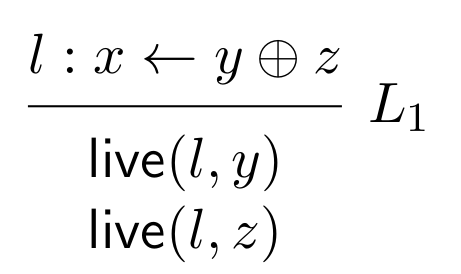 l : x ← y ⊕ z
L₁
live(l, y)
live(l, z)